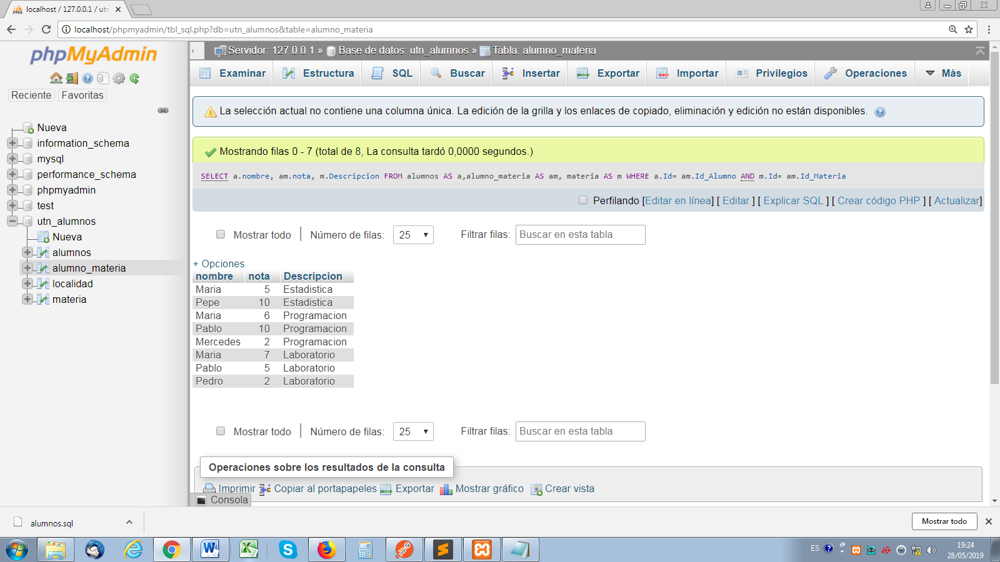 localhost / 127.0.0.1 / utn
localhost/phpmyadmin/tbl_sql.php?db=utn_alumnos&table=alumno_materia
phpMyAdmin
Reciente Favoritas
Nueva
information_schema
mysql
performance_schema
phpmyadmin
test
utn_alumnos
Nueva
alumnos
alumno_materia
localidad
materia
Servidor: 127.0.0.1 » Base de datos: utn_alumnos » Tabla: alumno_materia
Examinar Estructura SQL Buscar Insertar Exportar Importar Privilegios Operaciones Más
La selección actual no contiene una columna única. La edición de la grilla y los enlaces de copiado, eliminación y edición no están disponibles.
Mostrando filas 0 - 7 (total de 8, La consulta tardó 0,0000 segundos.)
SELECT a.nombre, am.nota, m.Descripcion FROM alumnos AS a,alumno_materia AS am, materia AS m WHERE a.Id= am.Id_Alumno AND m.Id= am.Id_Materia
Perfilando [Editar en línea] [ Editar ] [ Explicar SQL ] [ Crear código PHP ] [ Actualizar]
Mostrar todo | Número de filas: 25 Filtrar filas: Buscar en esta tabla
+ Opciones
nombre nota Descripcion
Maria 5 Estadistica
Pepe 10 Estadistica
Maria 6 Programacion
Pablo 10 Programacion
Mercedes 2 Programacion
Maria 7 Laboratorio
Pablo 5 Laboratorio
Pedro 2 Laboratorio
Mostrar todo | Número de filas: 25 Filtrar filas: Buscar en esta tabla
Operaciones sobre los resultados de la consulta
Imprimir Copiar al portapapeles Exportar Mostrar gráfico Crear vista
Consola
alumnos.sql
Mostrar todo
ES
19:24
28/05/2019